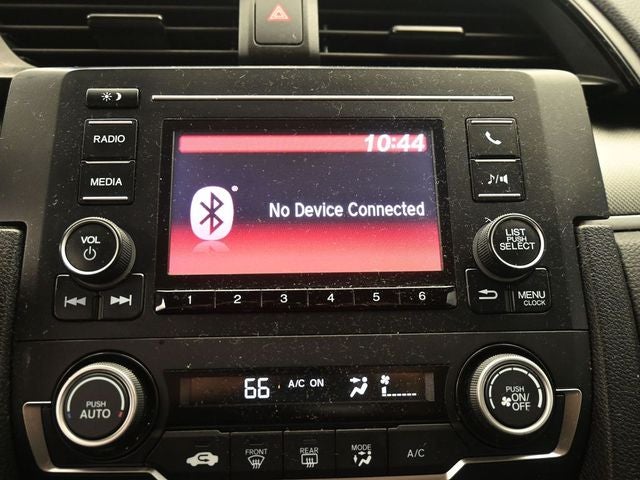 10:44
RADIO
MEDIA
No Device Connected
VOL
LIST
PUSH
SELECT
1 2 3 4 5 6
MENU
CLOCK
66 A/C ON
PUSH
AUTO
PUSH
ON/
OFF
FRONT REAR MODE A/C